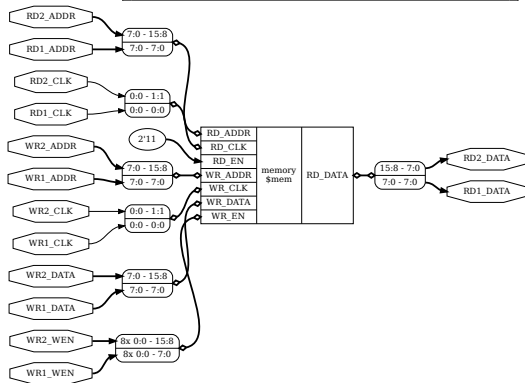 RD2_ADDR
7:0 - 15:8
RD1_ADDR
7:0 - 7:0
RD2_CLK
0:0 - 1:1
RD1_CLK
0:0 - 0:0
2'11
WR2_ADDR
7:0 - 15:8
WR1_ADDR
7:0 - 7:0
WR2_CLK
0:0 - 1:1
WR1_CLK
0:0 - 0:0
WR2_DATA
7:0 - 15:8
WR1_DATA
7:0 - 7:0
WR2_WEN
8x 0:0 - 15:8
WR1_WEN
8x 0:0 - 7:0
RD_ADDR
RD_CLK
RD_EN
WR_ADDR
WR_CLK
WR_DATA
WR_EN
memory
$mem
RD_DATA
15:8 - 7:0
7:0 - 7:0
RD2_DATA
RD1_DATA